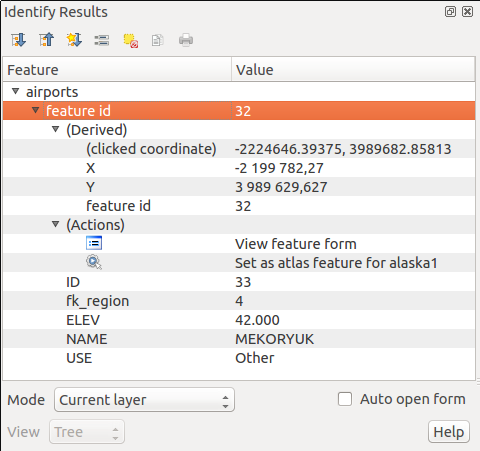 Identify Results
Feature Value
airports
feature id 32
(Derived)
(clicked coordinate) -2224646.39375, 3989682.85813
X -2 199 782,27
Y 3 989 629,627
feature id 32
(Actions)
View feature form
Set as atlas feature for alaska1
ID 33
fk_region 4
ELEV 42.000
NAME MEKORYUK
USE Other
Mode Current layer Auto open form
View Tree Help